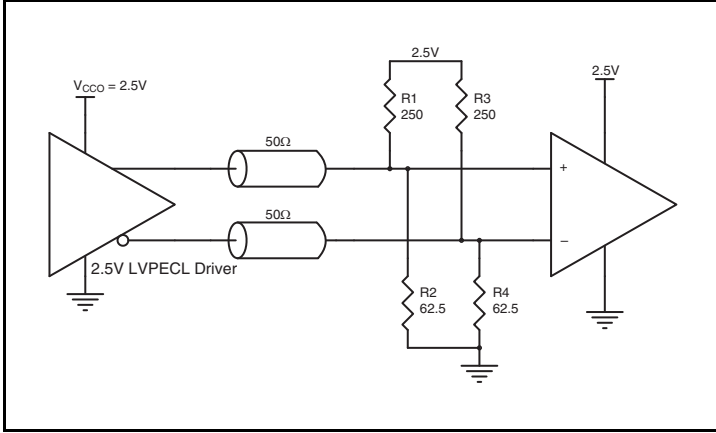 2.5V
V_CCO = 2.5V
2.5V
R1
250
R3
250
50Ω
+
50Ω
–
2.5V LVPECL Driver
R2
62.5
R4
62.5